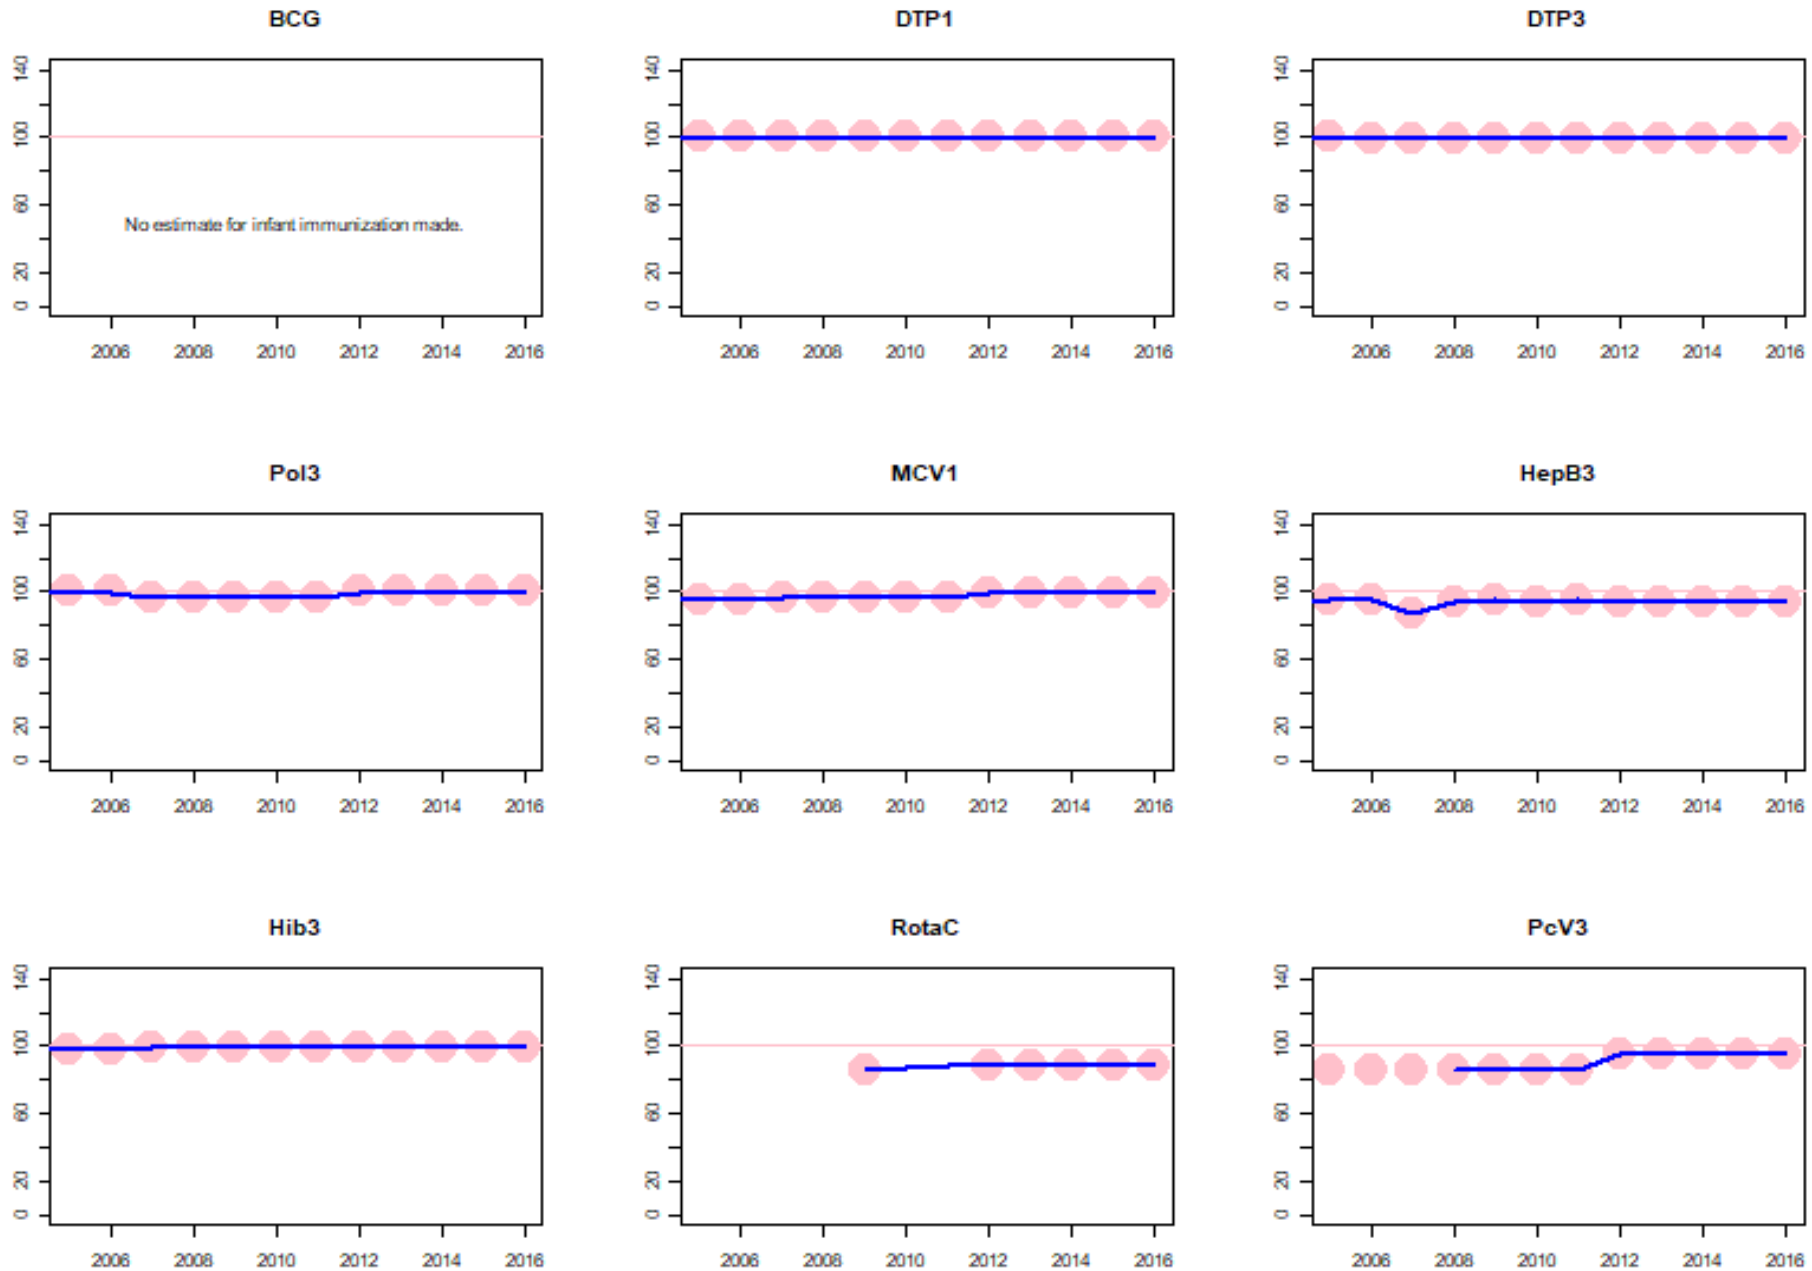 BCG DTP1 DTP3
140 140 140
100 100 100
60 60 60
No estimate for infant immunization made.
20 20 20
0 0 0
2006 2008 2010 2012 2014 2016 2006 2008 2010 2012 2014 2016 2006 2008 2010 2012 2014 2016
Pol3 MCV1 HepB3
140 140 140
100 100 100
60 60 60
20 20 20
0 0 0
2006 2008 2010 2012 2014 2016 2006 2008 2010 2012 2014 2016 2006 2008 2010 2012 2014 2016
Hib3 RotaC PcV3
140 140 140
100 100 100
60 60 60
20 20 20
0 0 0
2006 2008 2010 2012 2014 2016 2006 2008 2010 2012 2014 2016 2006 2008 2010 2012 2014 2016